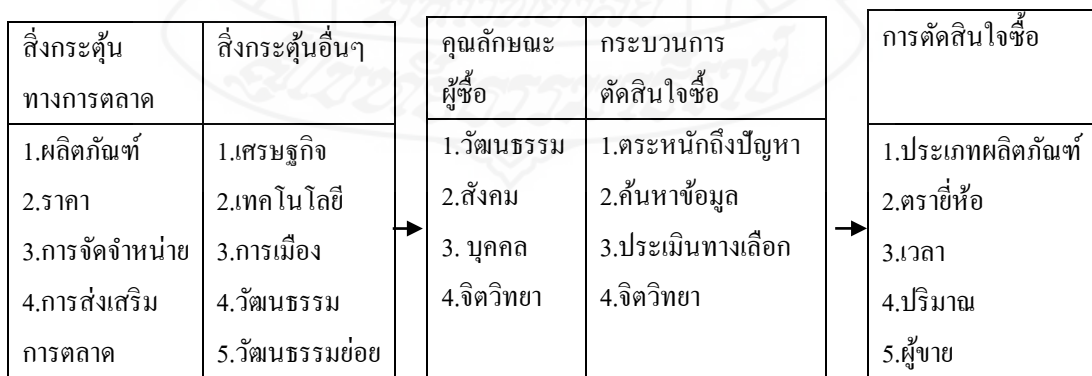 สิ่งกระตุ้น
ทางการตลาด
สิ่งกระตุ้นอื่นๆ
1.ผลิตภัณฑ์
2.ราคา
3.การจัดจำหน่าย
4.การส่งเสริม
การตลาด
1.เศรษฐกิจ
2.เทคโนโลยี
3.การเมือง
4.วัฒนธรรม
5.วัฒนธรรมย่อย
คุณลักษณะ
ผู้ซื้อ
กระบวนการ
ตัดสินใจซื้อ
1.วัฒนธรรม
2.สังคม
3. บุคคล
4.จิตวิทยา
1.ตระหนักถึงปัญหา
2.ค้นหาข้อมูล
3.ประเมินทางเลือก
4.จิตวิทยา
การตัดสินใจซื้อ
1.ประเภทผลิตภัณฑ์
2.ตรายี่ห้อ
3.เวลา
4.ปริมาณ
5.ผู้ขาย